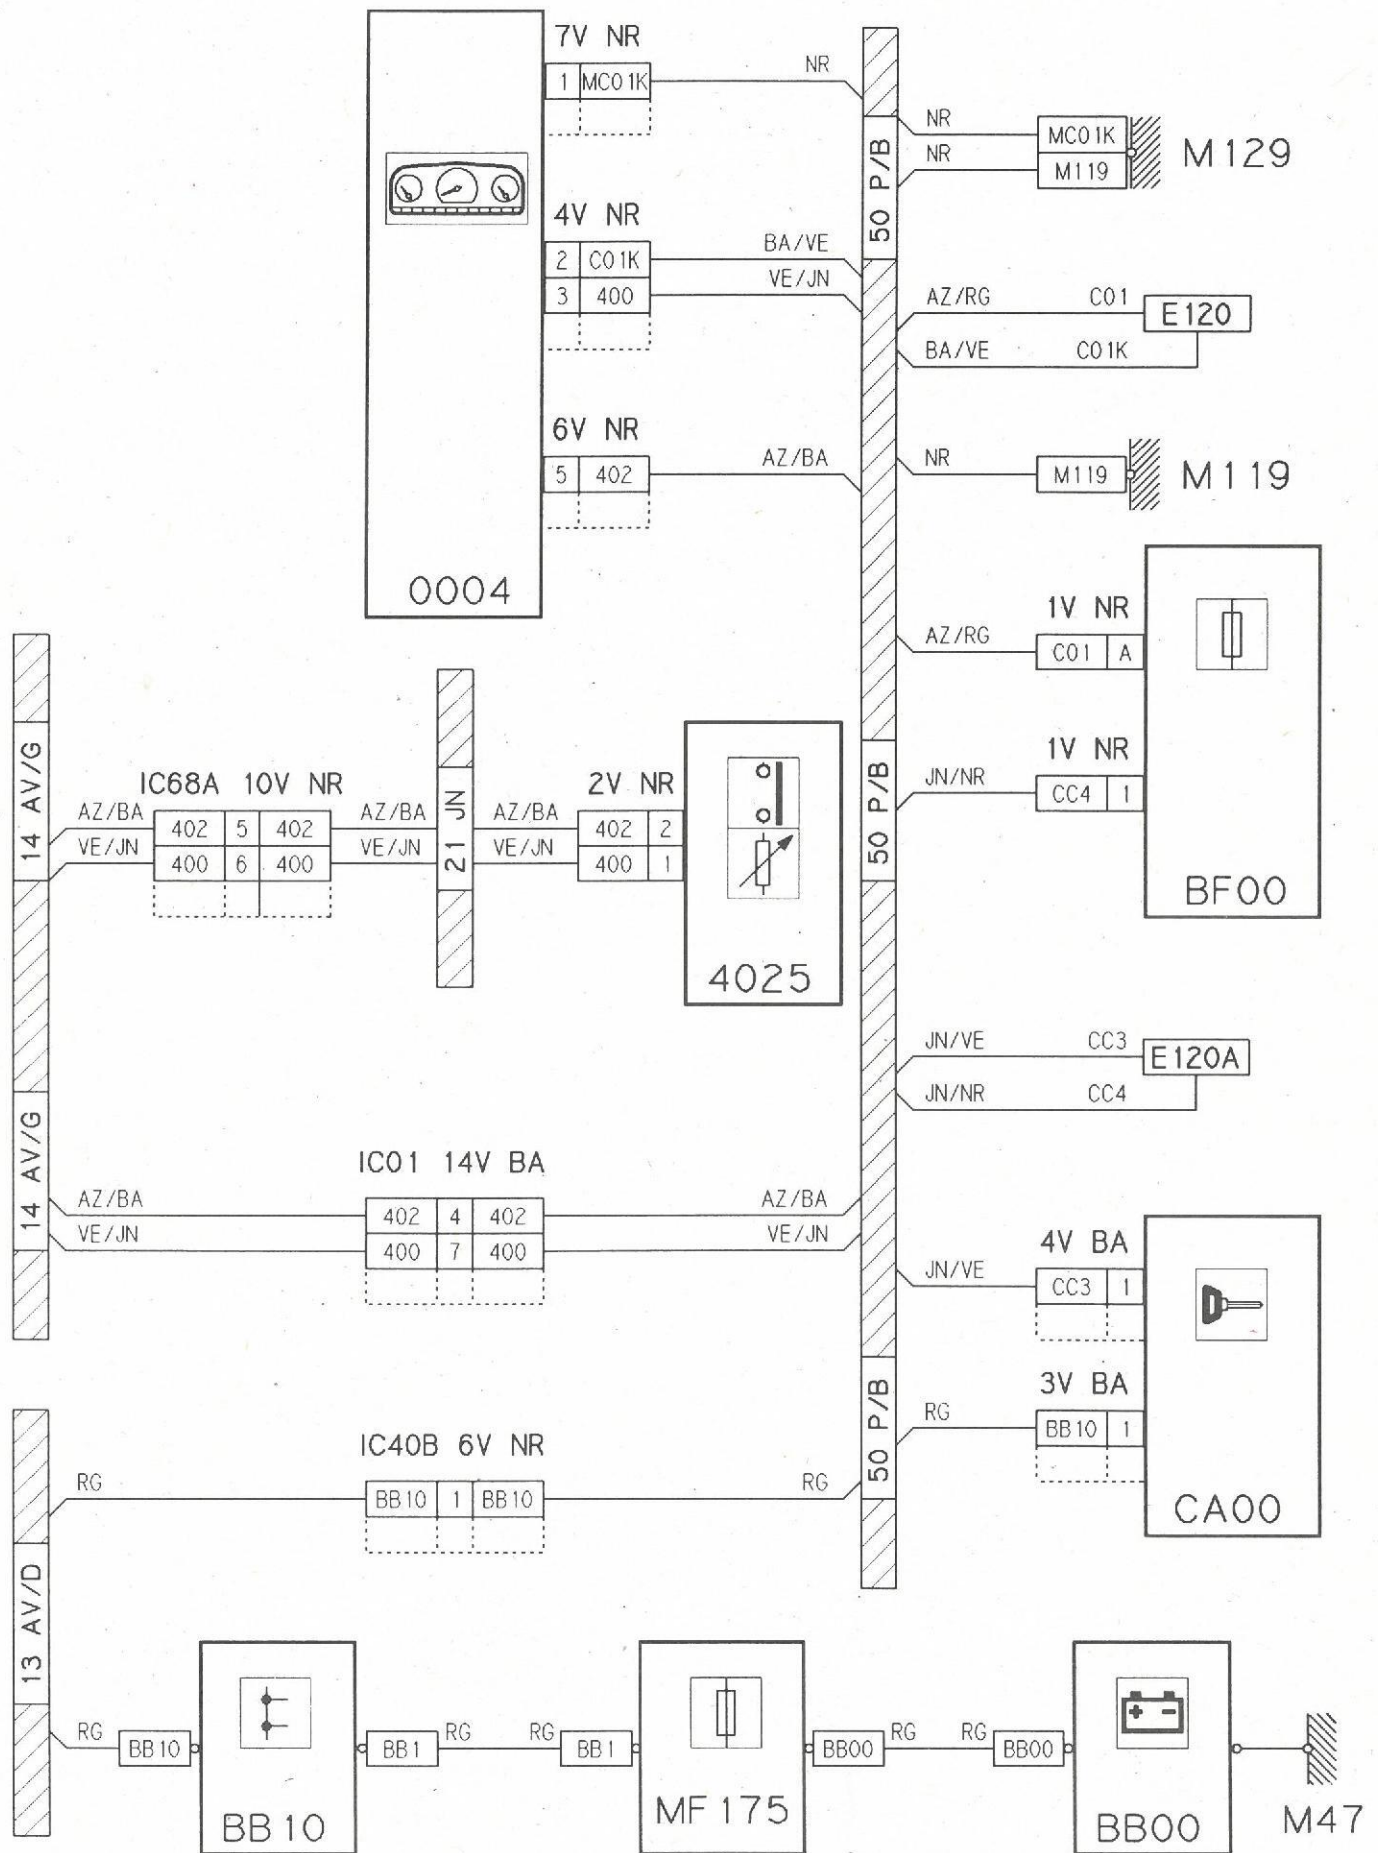 7V NR
1 MC01K
NR
NR
MC01K
NR
M119
M129
50 P/B
4V NR
2 C01K
BA/VE
3 400
VE/JN
AZ/RG C01
E120
BA/VE C01K
6V NR
5 402
AZ/BA
NR
M119
M119
0004
1V NR
AZ/RG
C01 A
1V NR
JN/NR
CC4 1
BF00
50 P/B
14 AV/G
IC68A 10V NR
AZ/BA
402 5 402
AZ/BA
VE/JN
400 6 400
VE/JN
21 JN
AZ/BA
VE/JN
2V NR
402 2
400 1
4025
JN/VE CC3
E120A
JN/NR CC4
14 AV/G
IC01 14V BA
AZ/BA
402 4 402
AZ/BA
VE/JN
400 7 400
VE/JN
4V BA
JN/VE
CC3 1
3V BA
RG
BB10 1
CA00
50 P/B
IC40B 6V NR
RG
BB10 1 BB10
RG
13 AV/D
RG
BB10
BB10
BB1
RG
RG
BB1
MF175
BB00
RG
RG
BB00
BB00
M47